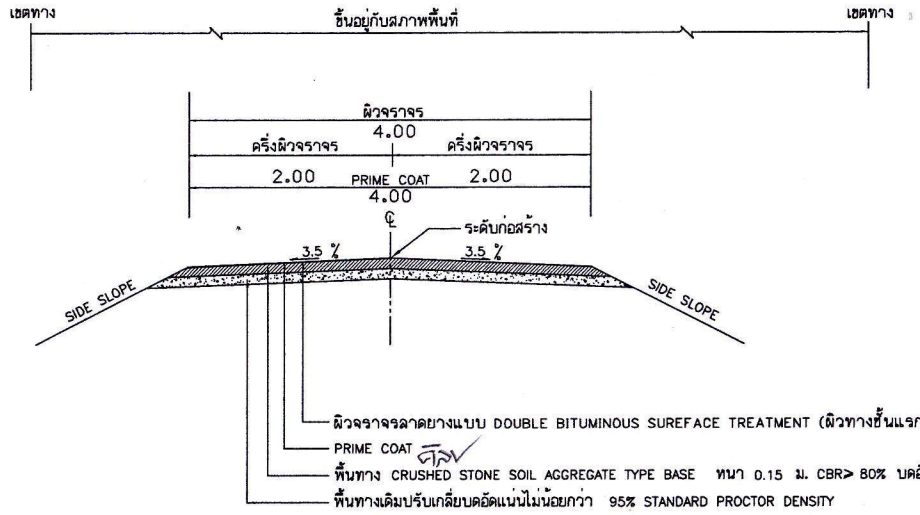 เขตทาง ขึ้นอยู่กับสภาพพื้นที่ เขตทาง
ผิวจราจร
4.00
ครึ่งผิวจราจร ครึ่งผิวจราจร
2.00 PRIME COAT 2.00
4.00
ระดับก่อสร้าง
3.5 % 3.5 %
SIDE SLOPE SIDE SLOPE
ผิวจราจรลาดยางแบบ DOUBLE BITUMINOUS SUREFACE TREATMENT (ผิวทางชั้นแรก
PRIME COAT
พื้นทาง CRUSHED STONE SOIL AGGREGATE TYPE BASE หนา 0.15 ม. CBR> 80% บดอั
พื้นทางเดิมปรับเกลี่ยบดอัดแน่นไม่น้อยกว่า 95% STANDARD PROCTOR DENSITY